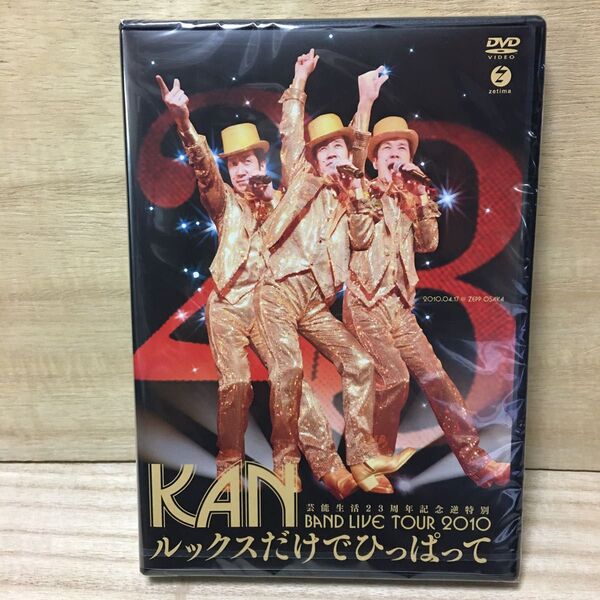 DVD
VIDEO
Z
zetima
23
2010.04.17 @ ZEPP OSAKA
KAN
芸能生活23周年記念逆特別
BAND LIVE TOUR 2010
ルックスだけでひっぱって